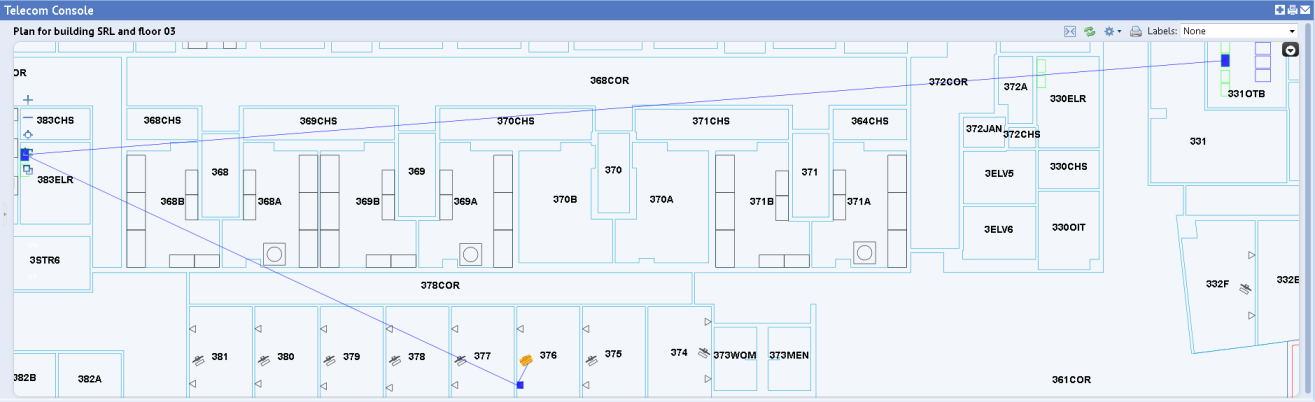 Telecom Console
Plan for building SRL and floor 03
Labels: None
OR
368COR
372COR
372A
330ELR
331OTB
383CHS
368CHS
369CHS
370CHS
371CHS
364CHS
372JAN
372CHS
331
383ELR
368
369
370
371
3ELV5
330CHS
368B
368A
369B
369A
370B
370A
371B
371A
3STR6
3ELV6
330OIT
378COR
332F
332E
381
380
379
378
377
376
375
374
373WOM
373MEN
382B
382A
361COR